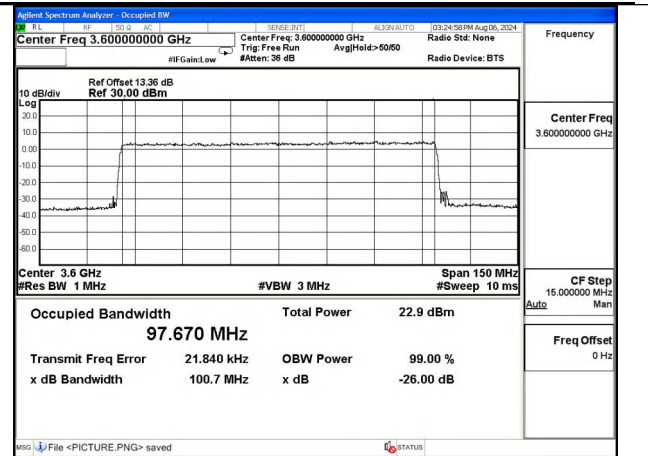 Agilent Spectrum Analyzer - Occupied BW
RL RF 50 Ω AC SENSE:INT ALIGN AUTO 03:24:58 PM Aug 06, 2024
Center Freq 3.600000000 GHz
Center Freq: 3.600000000 GHz
Radio Std: None
Trig: Free Run Avg|Hold:>50/50
#IFGain:Low #Atten: 36 dB Radio Device: BTS
Ref Offset 13.36 dB
10 dB/div Ref 30.00 dBm
Log
20.0
10.0
0.00
-10.0
-20.0
-30.0
-40.0
-50.0
-60.0
Center 3.6 GHz Span 150 MHz
#Res BW 1 MHz #VBW 3 MHz #Sweep 10 ms
Occupied Bandwidth Total Power 22.9 dBm
97.670 MHz
Transmit Freq Error 21.840 kHz OBW Power 99.00 %
x dB Bandwidth 100.7 MHz x dB -26.00 dB
MSG File <PICTURE.PNG> saved STATUS
Frequency
Center Freq
3.600000000 GHz
CF Step
15.000000 MHz
Auto Man
Freq Offset
0 Hz